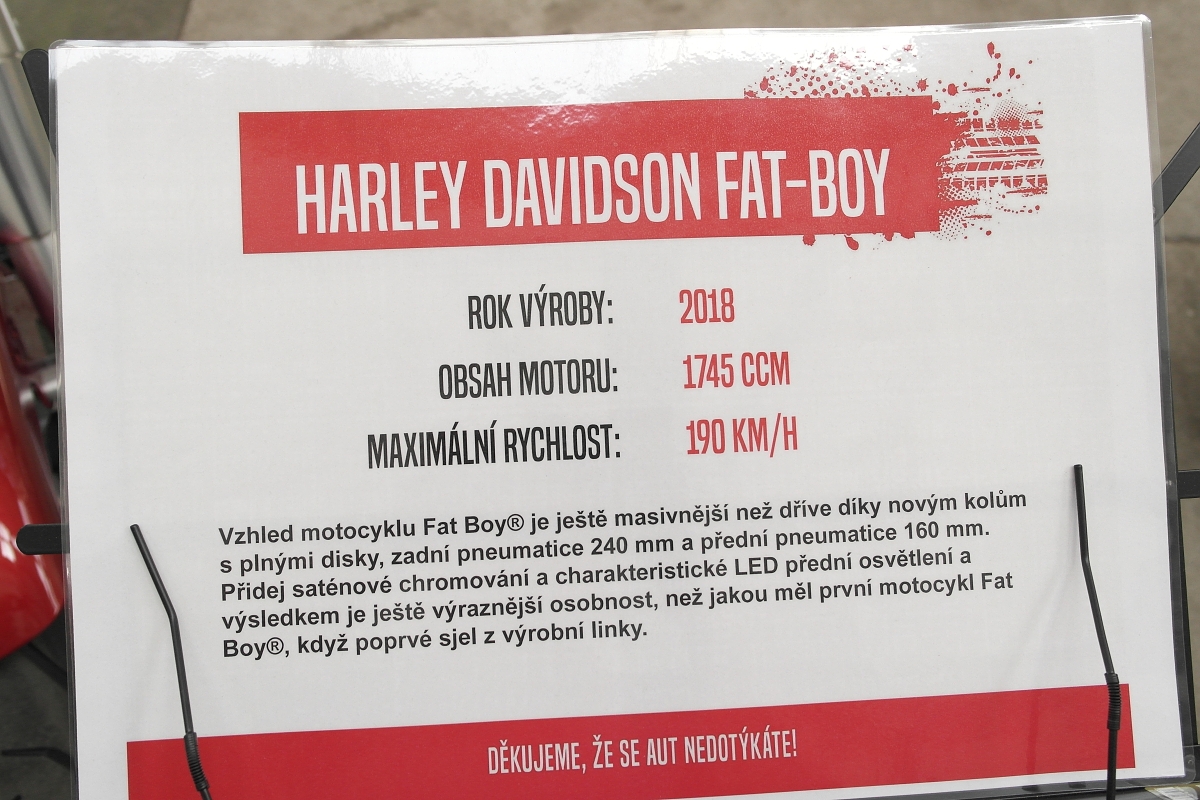 HARLEY DAVIDSON FAT-BOY
ROK VÝROBY: 2018
OBSAH MOTORU: 1745 CCM
MAXIMÁLNÍ RYCHLOST: 190 KM/H
Vzhled motocyklu Fat Boy® je ještě masivnější než dříve díky novým kolům
s plnými disky, zadní pneumatice 240 mm a přední pneumatice 160 mm.
Přidej saténové chromování a charakteristické LED přední osvětlení a
výsledkem je ještě výraznější osobnost, než jakou měl první motocykl Fat
Boy®, když poprvé sjel z výrobní linky.
DĚKUJEME, ŽE SE AUT NEDOTÝKÁTE!